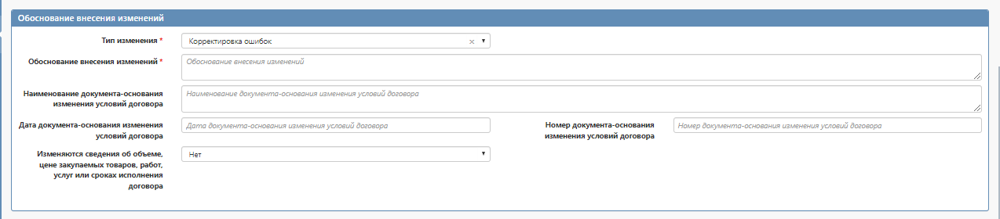 Обоснование внесения изменений
Тип изменения *
Корректировка ошибок × ▼
Обоснование внесения изменений *
Обоснование внесения изменений
Наименование документа-основания
изменения условий договора
Наименование документа-основания изменения условий договора
Дата документа-основания изменения
условий договора
Дата документа-основания изменения условий договора
Номер документа-основания
изменения условий договора
Номер документа-основания изменения условий договора
Изменяются сведения об объеме,
цене закупаемых товаров, работ,
услуг или сроках исполнения
договора
Нет ▼